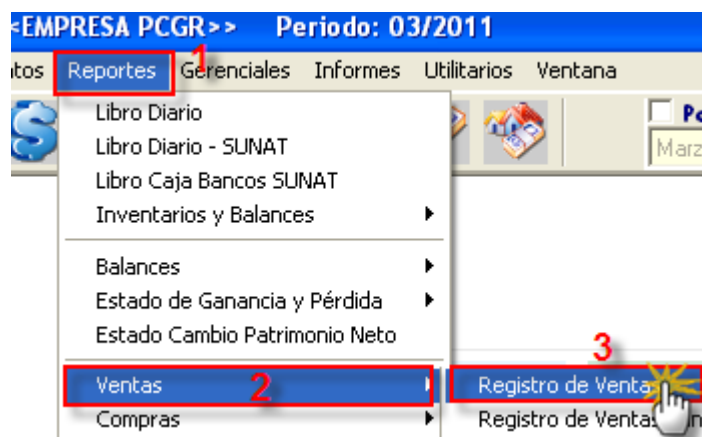 <EMPRESA PCGR>> Periodo: 03/2011
tos Reportes Gerenciales Informes Utilitarios Ventana
1
Libro Diario
Libro Diario - SUNAT
Libro Caja Bancos SUNAT
Inventarios y Balances
Balances
Estado de Ganancia y Pérdida
Estado Cambio Patrimonio Neto
Ventas
2
Compras
3
Registro de Venta
Registro de Ventas
$
Marz